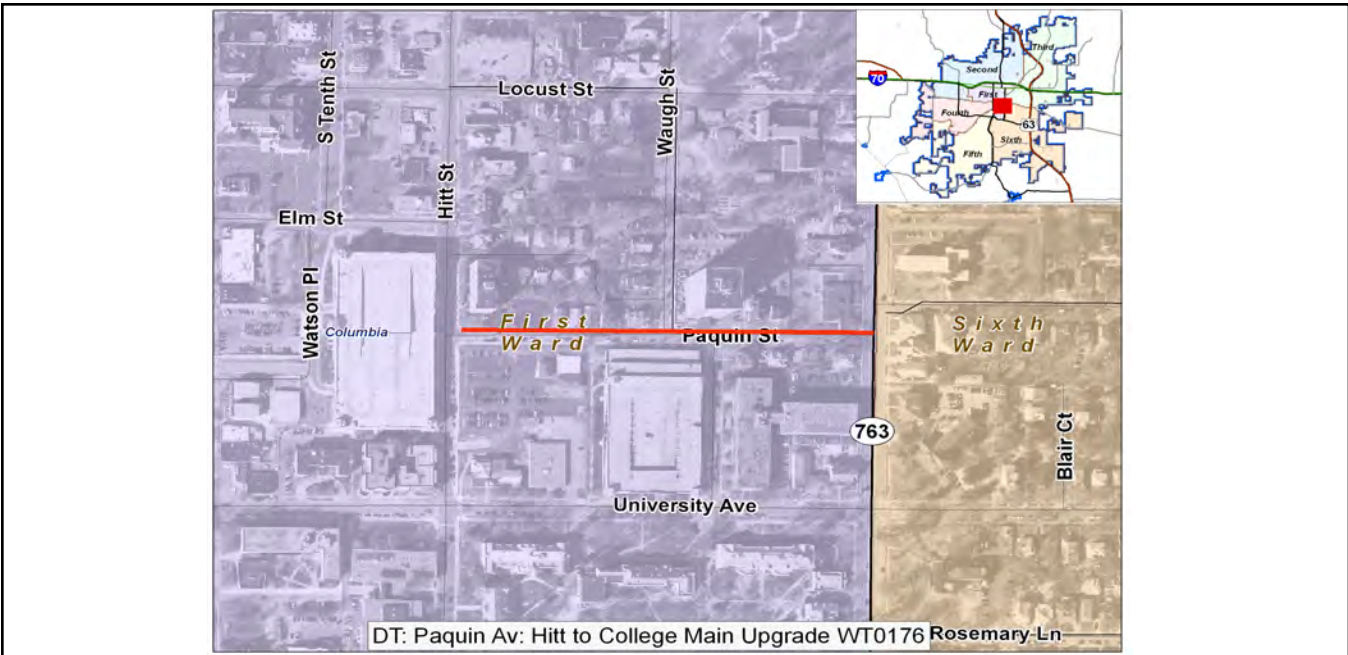 S Tenth St
Locust St
Waugh St
Hitt St
Elm St
Watson Pl
Columbia
First
Ward
Paquin St
Sixth
Ward
763
Blair Ct
University Ave
Rosemary Ln
DT: Paquin Av: Hitt to College Main Upgrade WT0176
Third
Second
70
First
Fourth
63
Sixth
Fifth